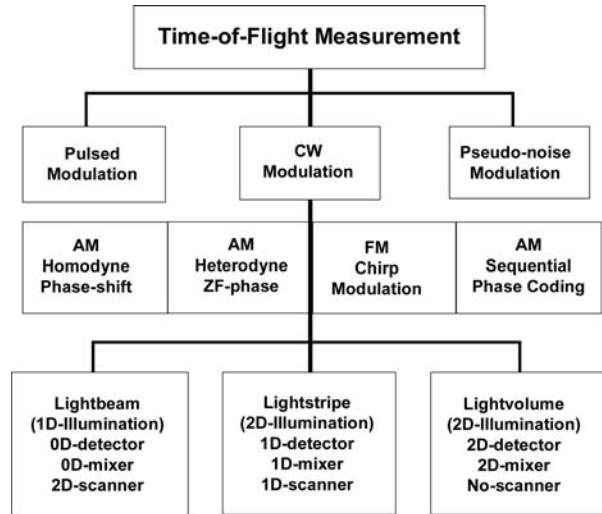 Time-of-Flight Measurement
Pulsed
Modulation
CW
Modulation
Pseudo-noise
Modulation
AM
Homodyne
Phase-shift
AM
Heterodyne
ZF-phase
FM
Chirp
Modulation
AM
Sequential
Phase Coding
Lightbeam
(1D-Illumination)
0D-detector
0D-mixer
2D-scanner
Lightstripe
(2D-Illumination)
1D-detector
1D-mixer
1D-scanner
Lightvolume
(2D-Illumination)
2D-detector
2D-mixer
No-scanner